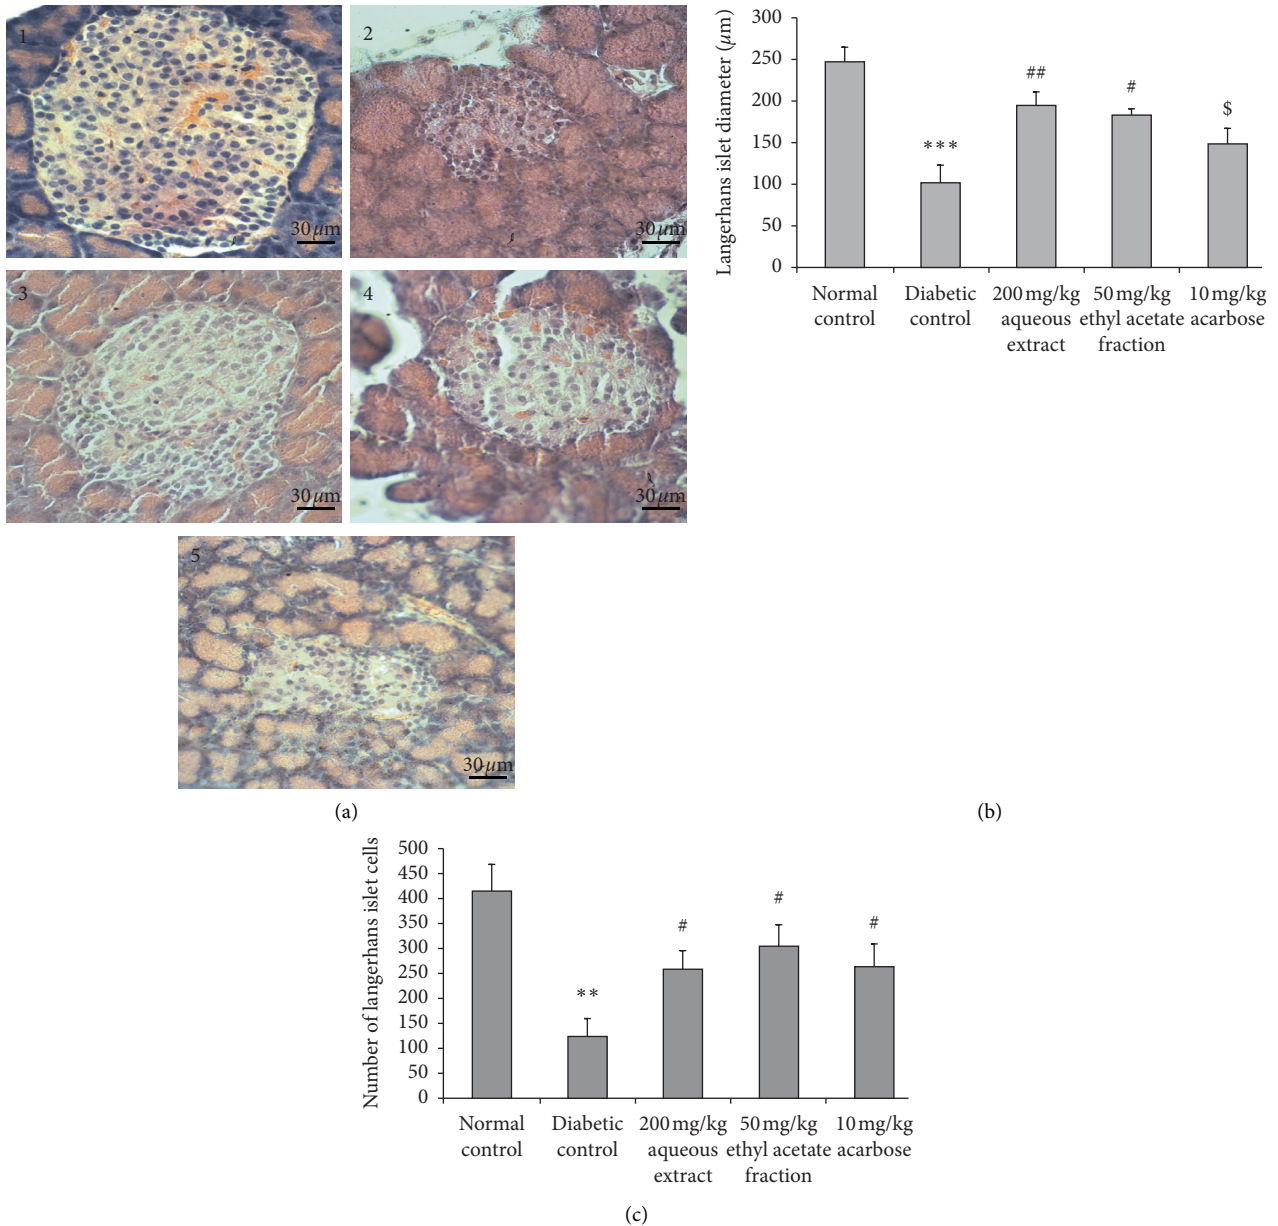 1
30 μm
2
30 μm
3
30 μm
4
30 μm
5
30 μm
(a)
Langerhans islet diameter (μm)
300
250
200
150
100
50
0
***
##
#
$
Normal control
Diabetic control
200 mg/kg aqueous extract
50 mg/kg ethyl acetate fraction
10 mg/kg acarbose
(b)
Number of langerhans islet cells
500
450
400
350
300
250
200
150
100
50
0
**
#
#
#
Normal control
Diabetic control
200 mg/kg aqueous extract
50 mg/kg ethyl acetate fraction
10 mg/kg acarbose
(c)